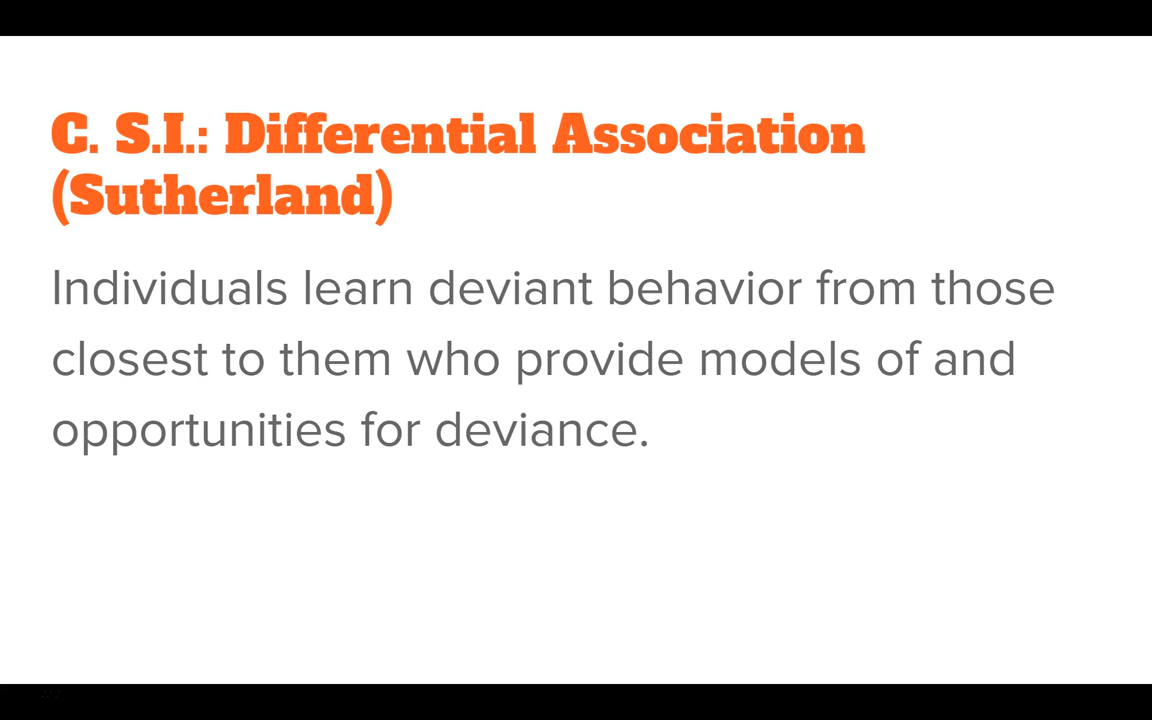 C. S.I.: Differential Association
(Sutherland)
Individuals learn deviant behavior from those
closest to them who provide models of and
opportunities for deviance.